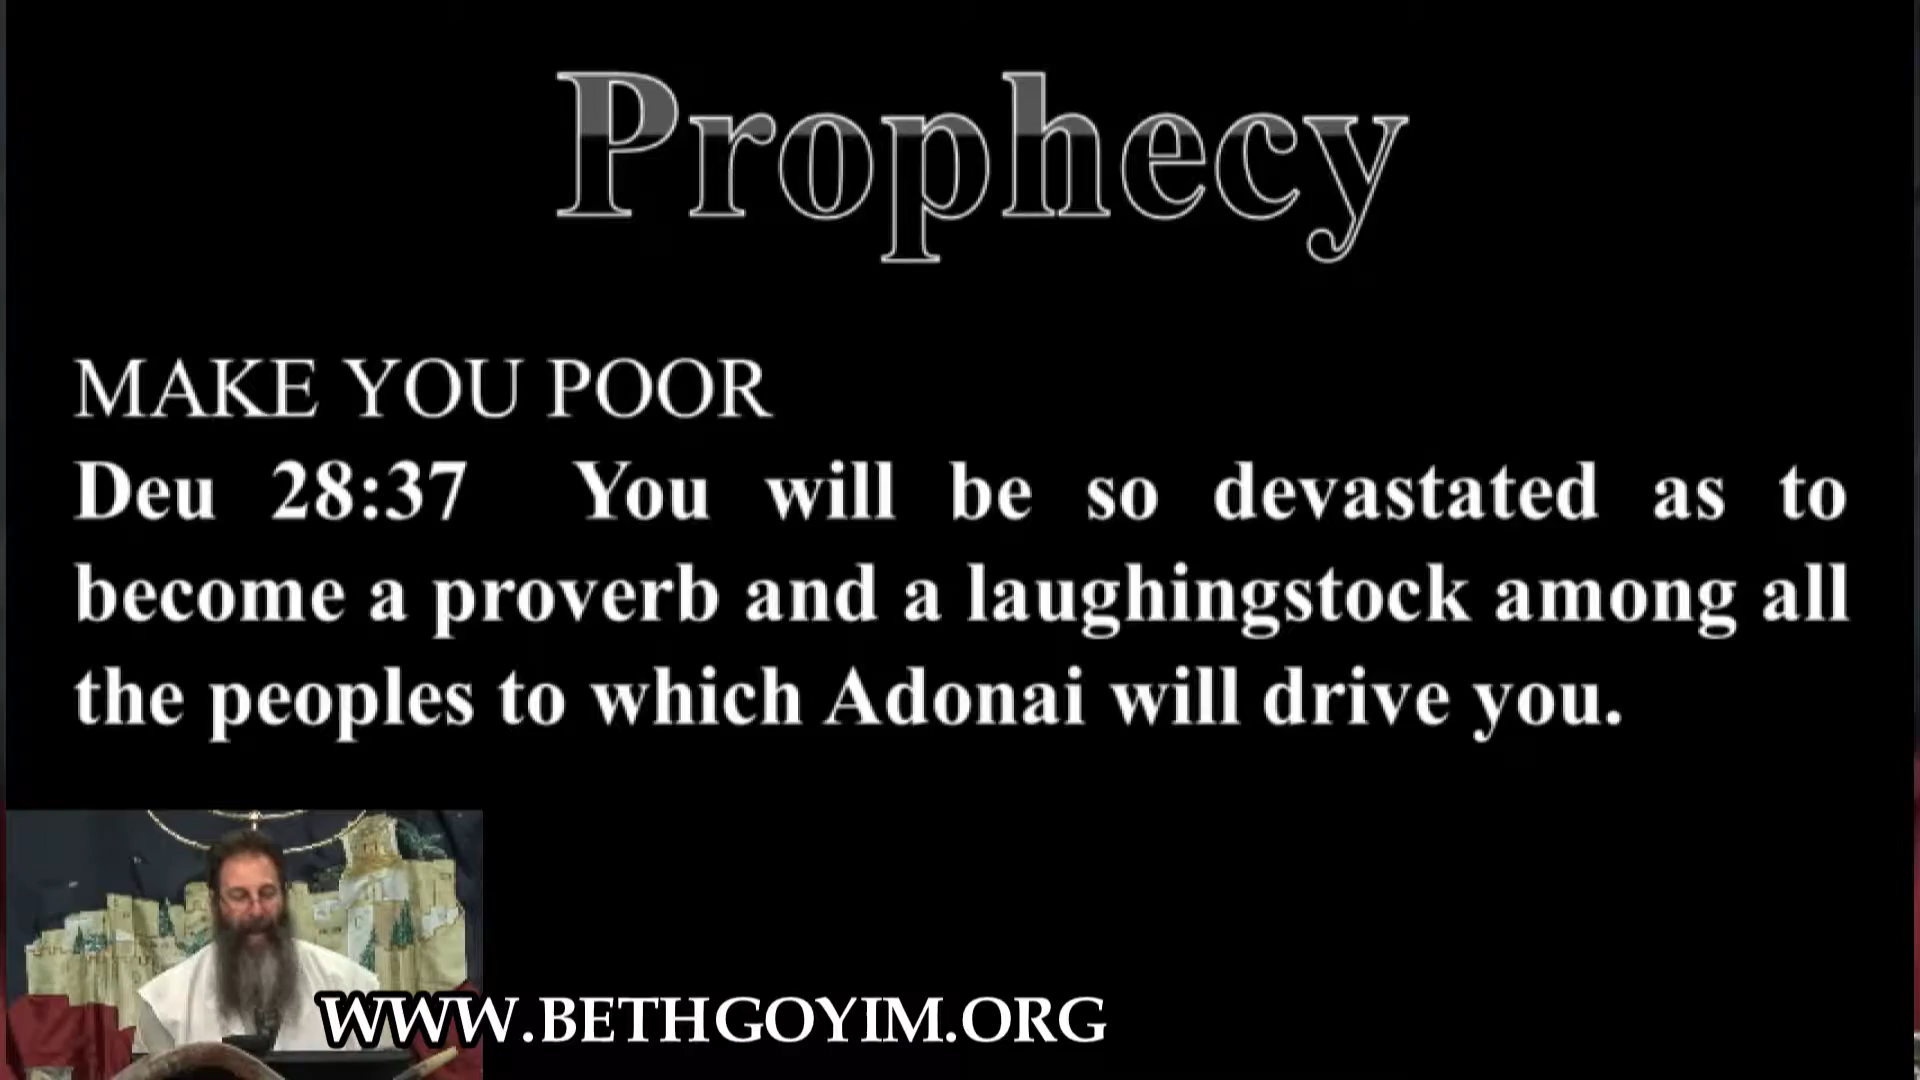 Prophecy
MAKE YOU POOR
Deu 28:37 You will be so devastated as to
become a proverb and a laughingstock among all
the peoples to which Adonai will drive you.
WWW.BETHGOYIM.ORG